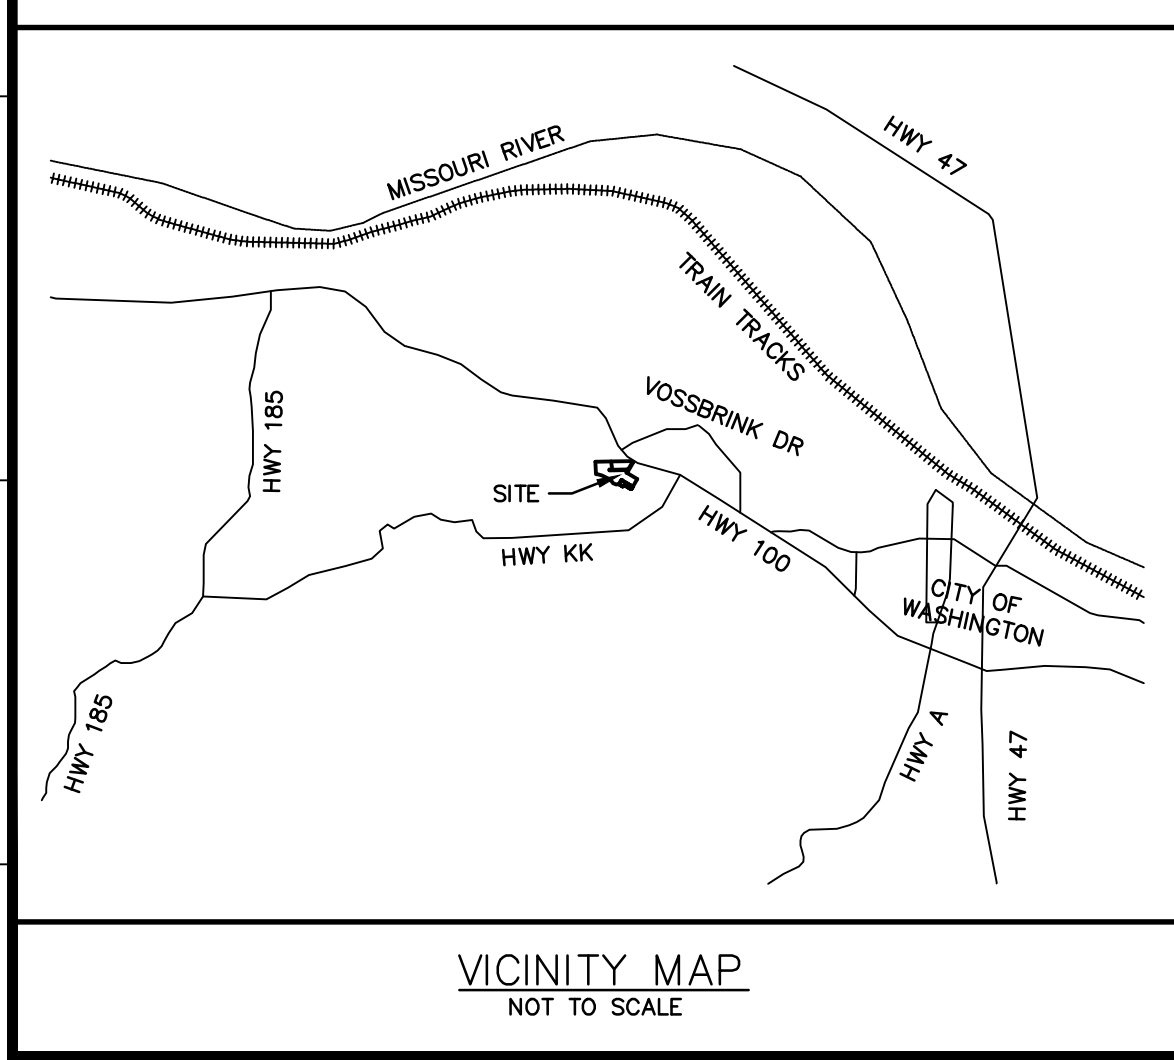 HWY 47
MISSOURI RIVER
TRAIN TRACKS
VOSSBRINK DR
HWY 185
SITE
HWY KK
HWY 100
CITY OF
WASHINGTON
HWY 185
HWY A
HWY 47
VICINITY MAP
NOT TO SCALE